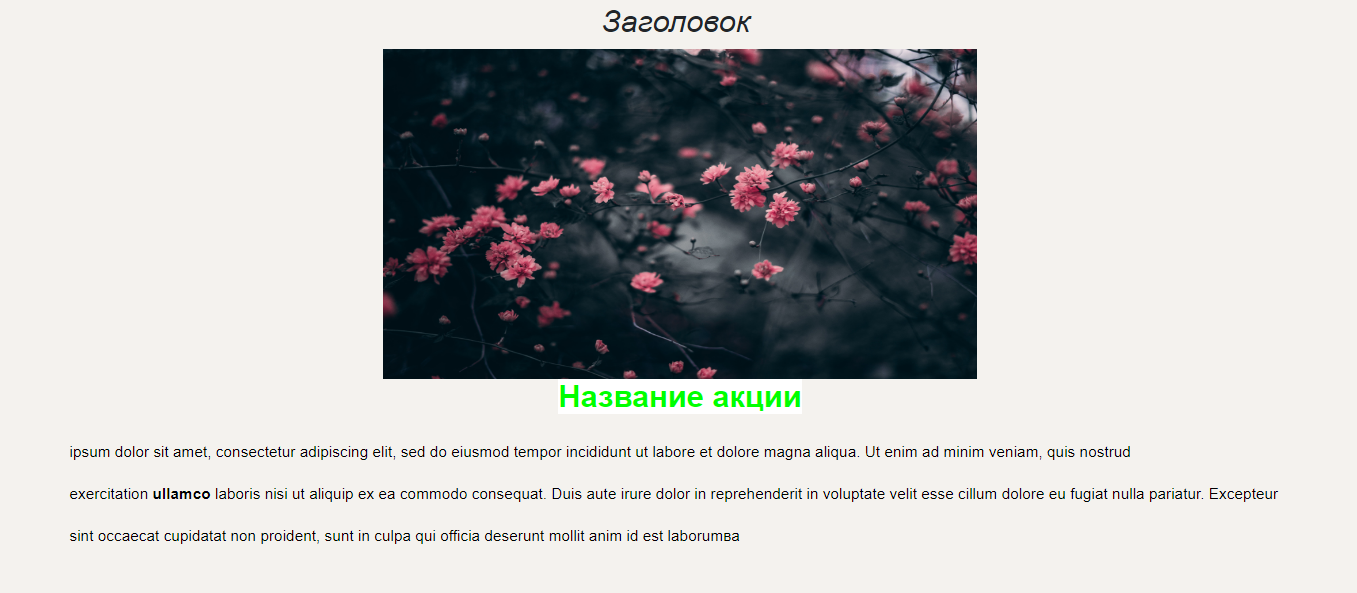 Заголовок
Название акции
ipsum dolor sit amet, consectetur adipiscing elit, sed do eiusmod tempor incididunt ut labore et dolore magna aliqua. Ut enim ad minim veniam, quis nostrud
exercitation ullamco laboris nisi ut aliquip ex ea commodo consequat. Duis aute irure dolor in reprehenderit in voluptate velit esse cillum dolore eu fugiat nulla pariatur. Excepteur
sint occaecat cupidatat non proident, sunt in culpa qui officia deserunt mollit anim id est laborumва